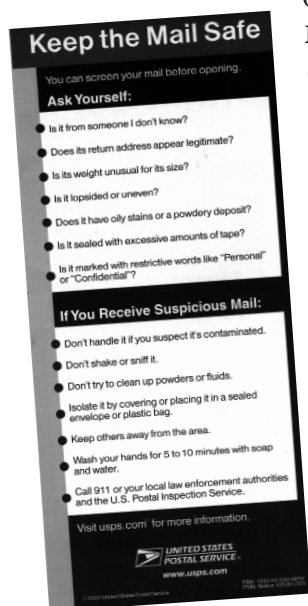 Keep the Mail Safe
You can screen your mail before opening.
Ask Yourself:
Is it from someone I don't know?
Does its return address appear legitimate?
Is its weight unusual for its size?
Is it lopsided or uneven?
Does it have oily stains or a powdery deposit?
Is it sealed with excessive amounts of tape?
Is it marked with restrictive words like "Personal"
or "Confidential"?
If You Receive Suspicious Mail:
Don't handle it if you suspect it's contaminated.
Don't shake or sniff it.
Don't try to clean up powders or fluids.
Isolate it by covering or placing it in a sealed
envelope or plastic bag.
Keep others away from the area.
Wash your hands for 5 to 10 minutes with soap
and water.
Call 911 or your local law enforcement authorities
and the U.S. Postal Inspection Service.
Visit usps.com® for more information.
UNITED STATES
POSTAL SERVICE®
www.usps.com
©2002 United States Postal Service